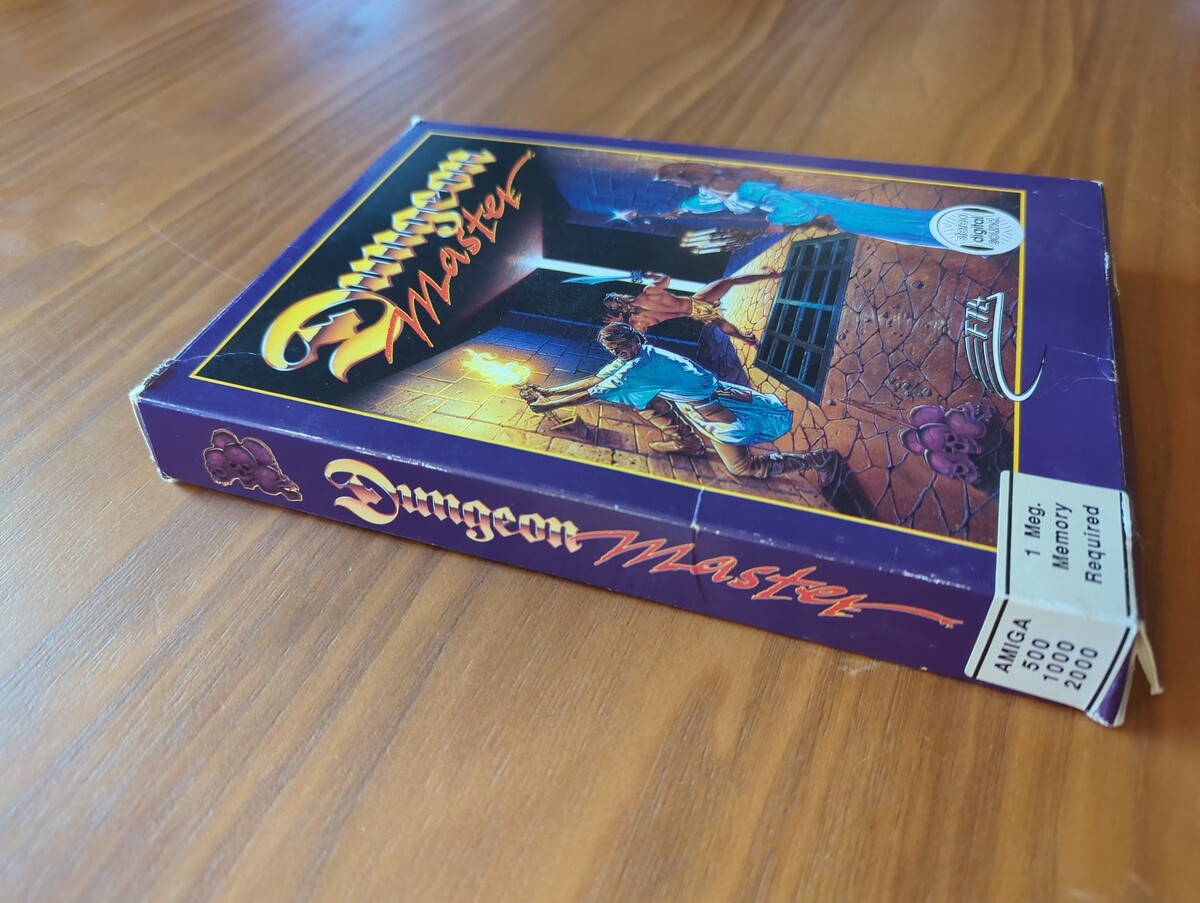 Dungeon
Master
stereo
digital
sound
FTL
1 Meg.
Memory
Required
Dungeon Master
AMIGA
500
1000
2000